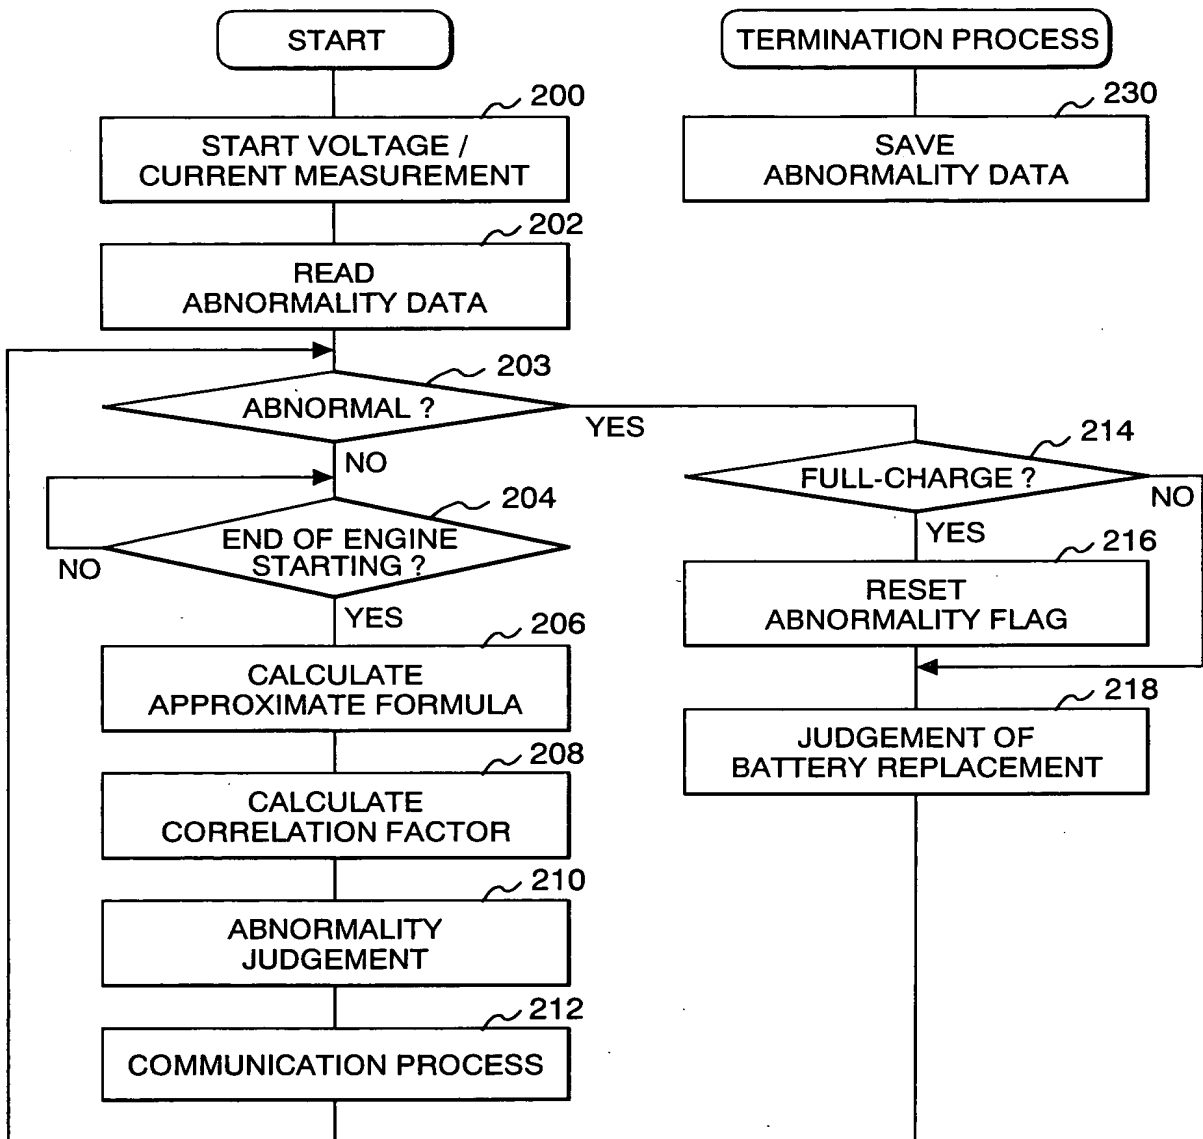 START
200
START VOLTAGE /
CURRENT MEASUREMENT
202
READ
ABNORMALITY DATA
203
ABNORMAL ?
YES
NO
204
END OF ENGINE
STARTING ?
NO
YES
206
CALCULATE
APPROXIMATE FORMULA
208
CALCULATE
CORRELATION FACTOR
210
ABNORMALITY
JUDGEMENT
212
COMMUNICATION PROCESS
214
FULL-CHARGE ?
NO
YES
216
RESET
ABNORMALITY FLAG
218
JUDGEMENT OF
BATTERY REPLACEMENT
TERMINATION PROCESS
230
SAVE
ABNORMALITY DATA